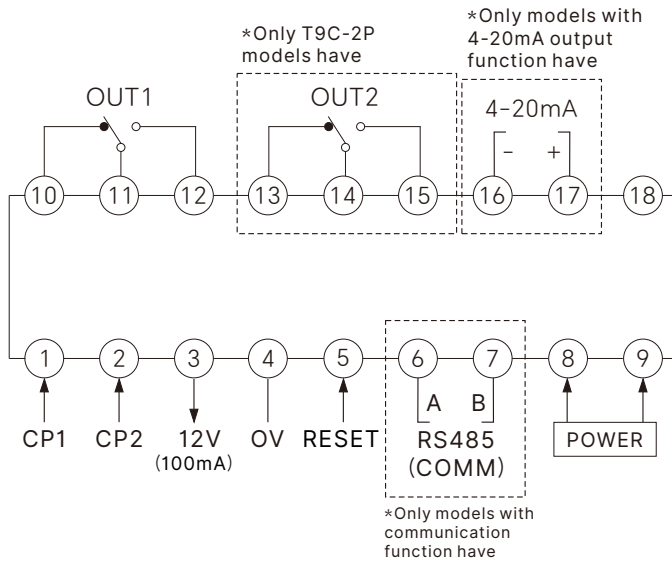 *Only T9C-2P
models have
*Only models with
4-20mA output
function have
OUT1
OUT2
4-20mA
- +
10 11 12 13 14 15 16 17 18
1 2 3 4 5 6 7 8 9
A B
CP1 CP2 12V 0V RESET RS485 POWER
(100mA) (COMM)
*Only models with
communication
function have